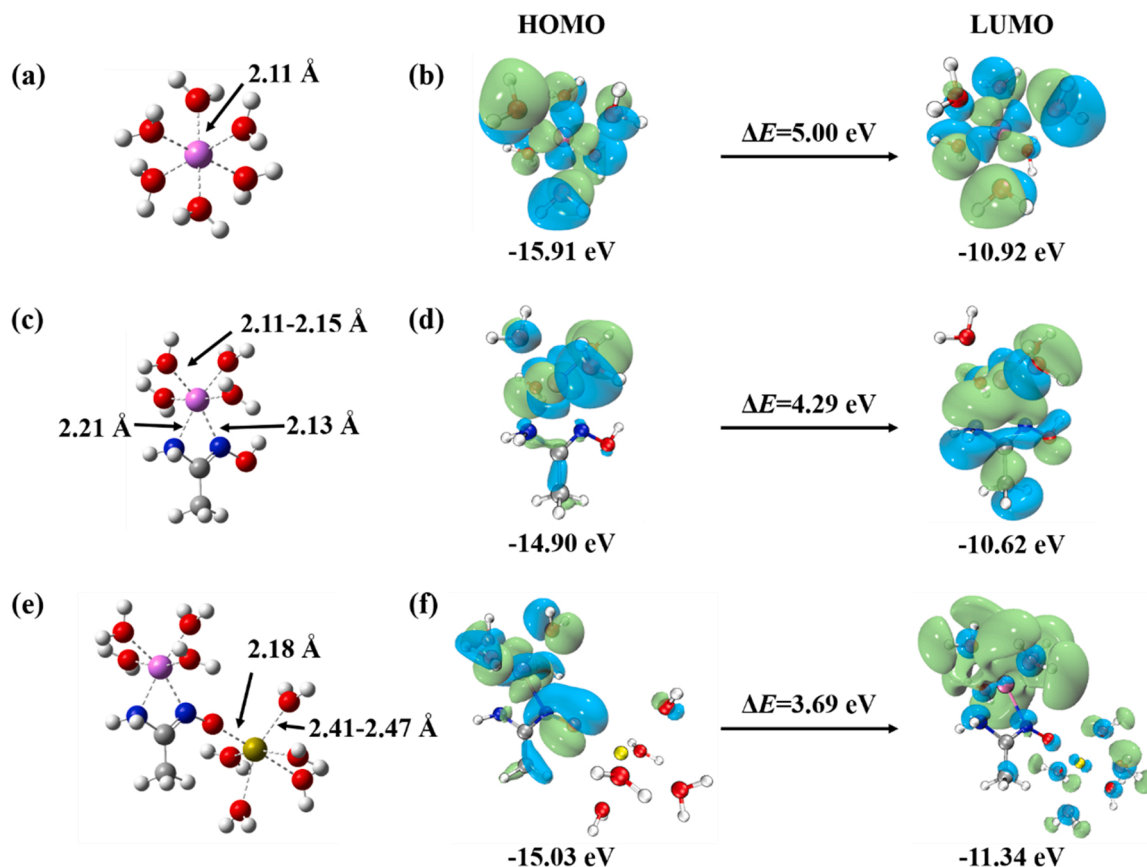 HOMO
LUMO
(a)
2.11 Å
(b)
ΔE=5.00 eV
-15.91 eV
-10.92 eV
(c)
2.11-2.15 Å
2.21 Å
2.13 Å
(d)
ΔE=4.29 eV
-14.90 eV
-10.62 eV
(e)
2.18 Å
2.41-2.47 Å
(f)
ΔE=3.69 eV
-15.03 eV
-11.34 eV